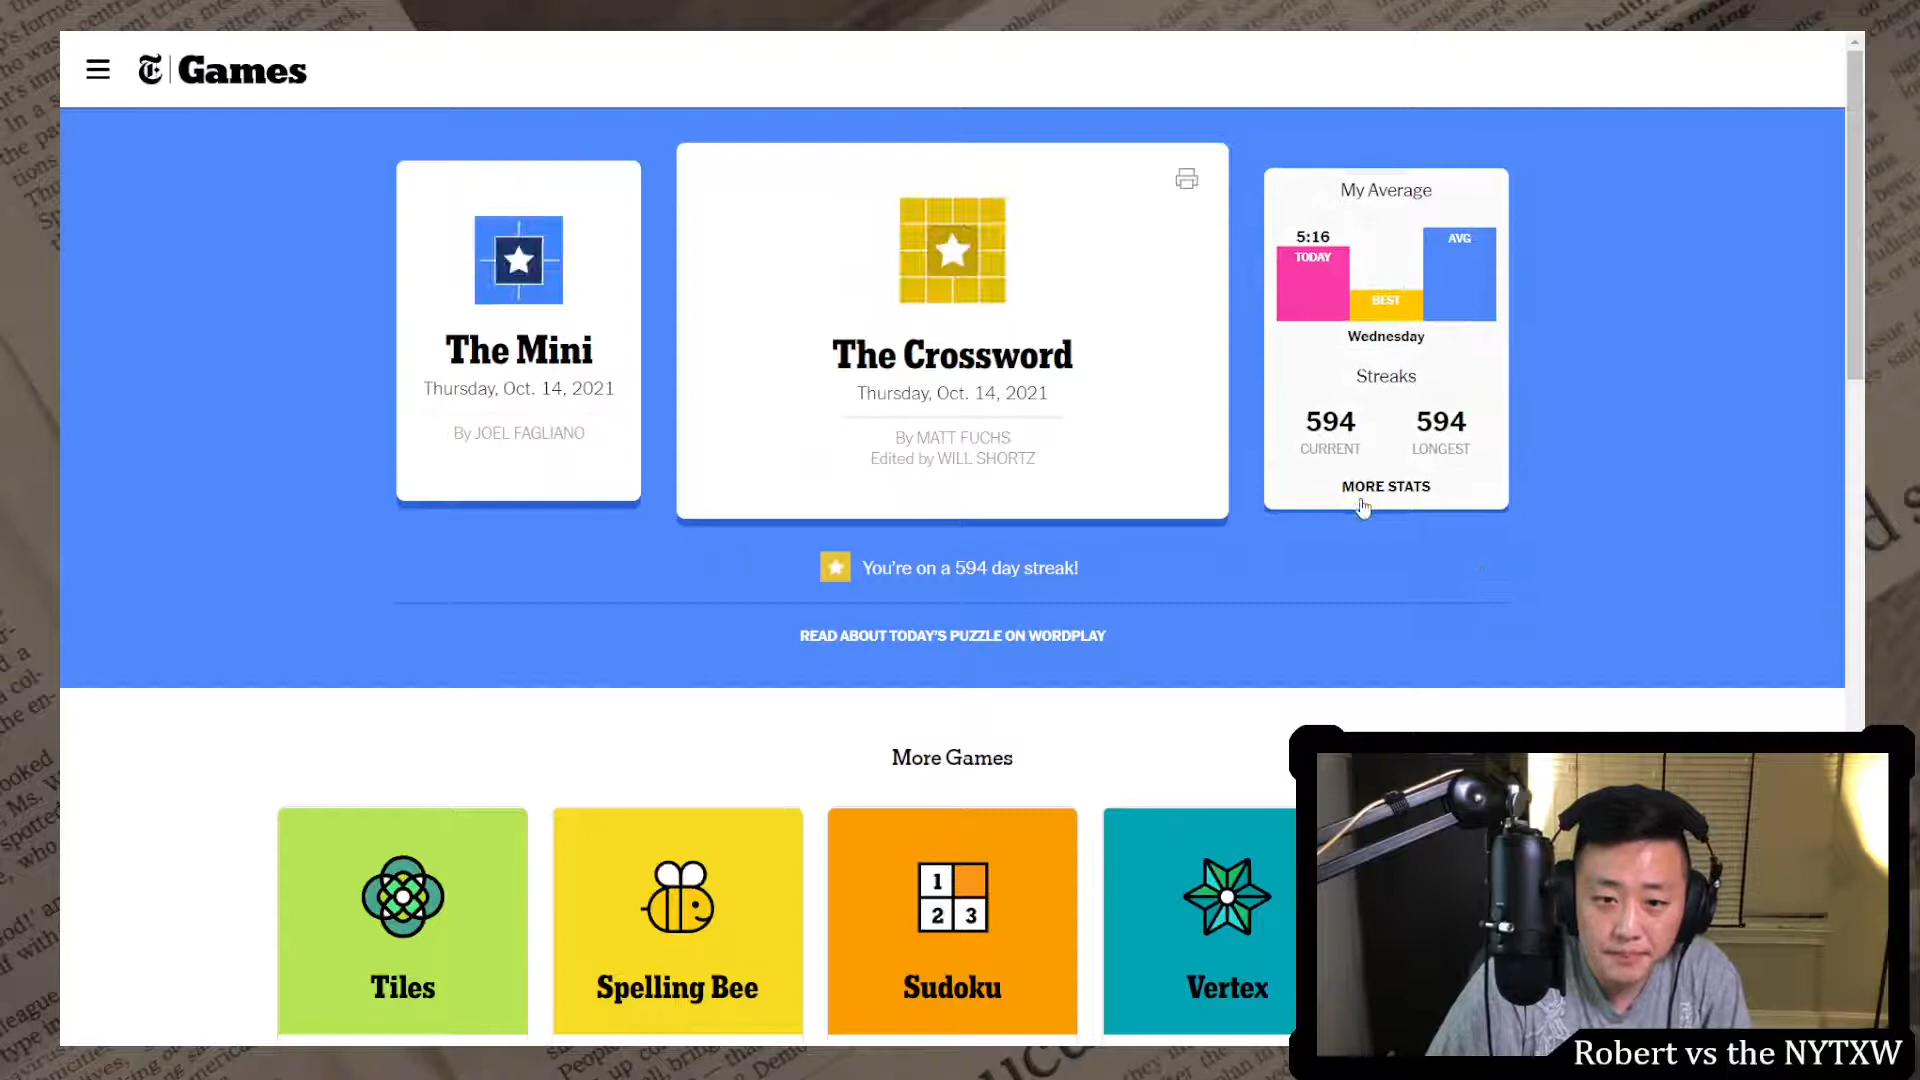 T Games
The Mini
Thursday, Oct. 14, 2021
By JOEL FAGLIANO
The Crossword
Thursday, Oct. 14, 2021
By MATT FUCHS
Edited by WILL SHORTZ
My Average
5:16
TODAY
BEST
AVG
Wednesday
Streaks
594
594
CURRENT
LONGEST
MORE STATS
You're on a 594 day streak!
READ ABOUT TODAY'S PUZZLE ON WORDPLAY
More Games
1
2 3
Tiles
Spelling Bee
Sudoku
Vertex
Robert vs the NYTXW